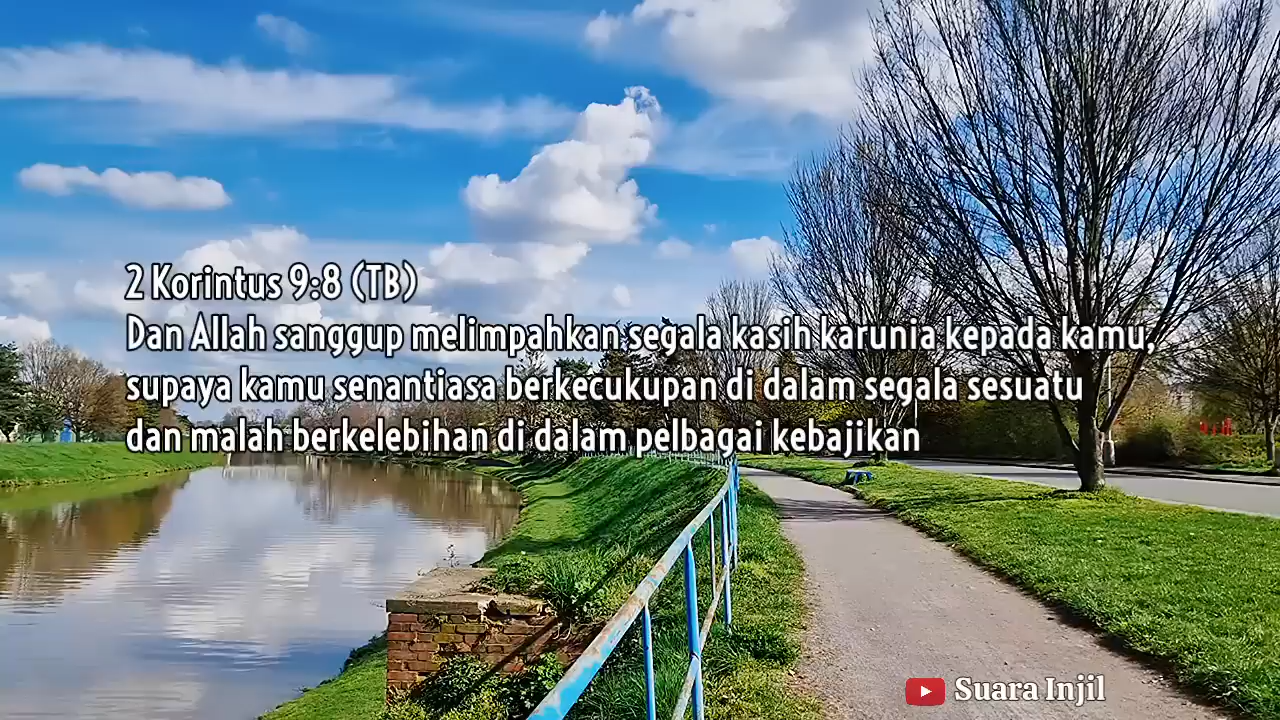 2 Korintus 9:8 (TB)
Dan Allah sanggup melimpahkan segala kasih karunia kepada kamu,
supaya kamu senantiasa berkecukupan di dalam segala sesuatu
dan malah berkelebihan di dalam pelbagai kebajikan
Suara Injil